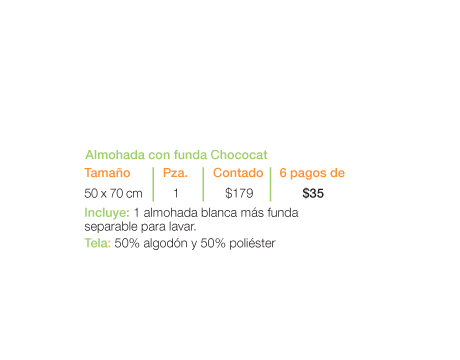 Almohada con funda Chococat
Tamaño Pza. Contado 6 pagos de
50 x 70 cm 1 $179 $35
Incluye: 1 almohada blanca más funda
separable para lavar.
Tela: 50% algodón y 50% poliéster